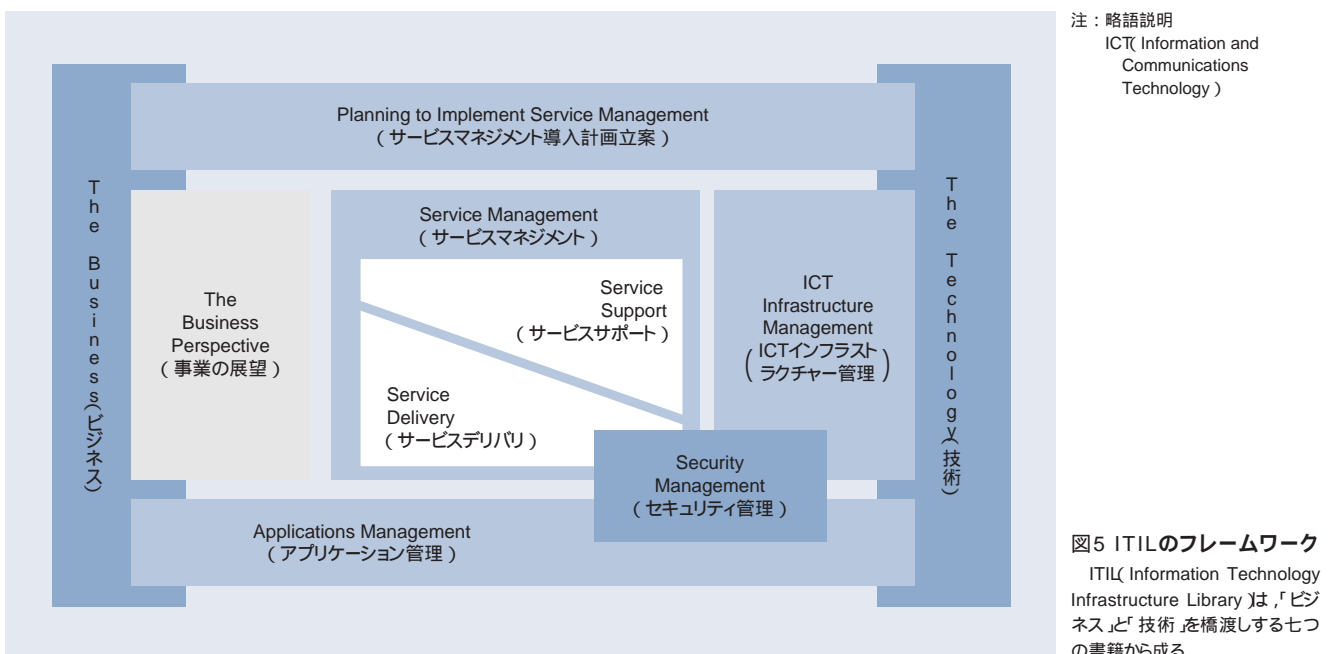 Planning to Implement Service Management
(サービスマネジメント導入計画立案)
The Business(ビジネス)
The
Business
Perspective
(事業の展望)
Service Management
(サービスマネジメント)
Service
Support
(サービスサポート)
Service
Delivery
(サービスデリバリ)
ICT
Infrastructure
Management
(ICTインフラスト
ラクチャー管理)
The Technology(技術)
Security
Management
(セキュリティ管理)
Applications Management
(アプリケーション管理)
注:略語説明
ICT(Information and
Communications
Technology)
図5 ITILのフレームワーク
ITIL(Information Technology
Infrastructure Library)は,「ビジ
ネス」と「技術」を橋渡しする七つ
の書籍から成る